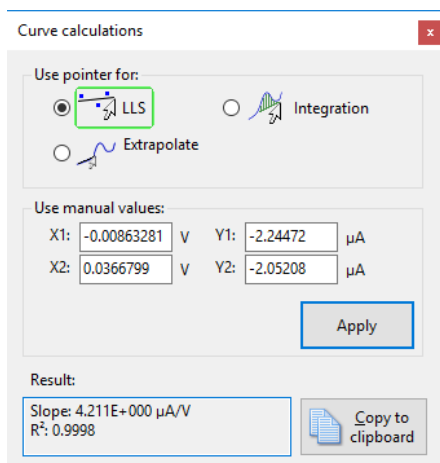 Curve calculations
x
Use pointer for:
LLS
Integration
Extrapolate
Use manual values:
X1: -0.00863281 V Y1: -2.24472 µA
X2: 0.0366799 V Y2: -2.05208 µA
Apply
Result:
Slope: 4.211E+000 µA/V
R²: 0.9998
Copy to
clipboard